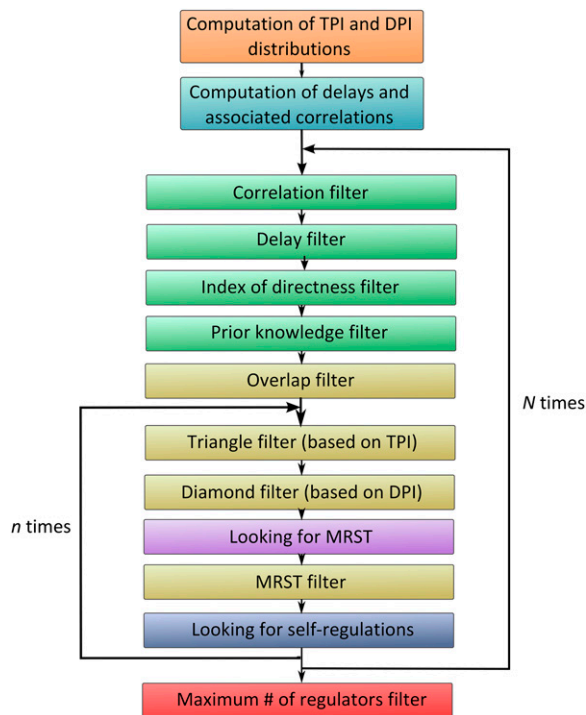 Computation of TPI and DPI
distributions
Computation of delays and
associated correlations
Correlation filter
Delay filter
Index of directness filter
Prior knowledge filter
Overlap filter
N times
Triangle filter (based on TPI)
Diamond filter (based on DPI)
n times
Looking for MRST
MRST filter
Looking for self-regulations
Maximum # of regulators filter